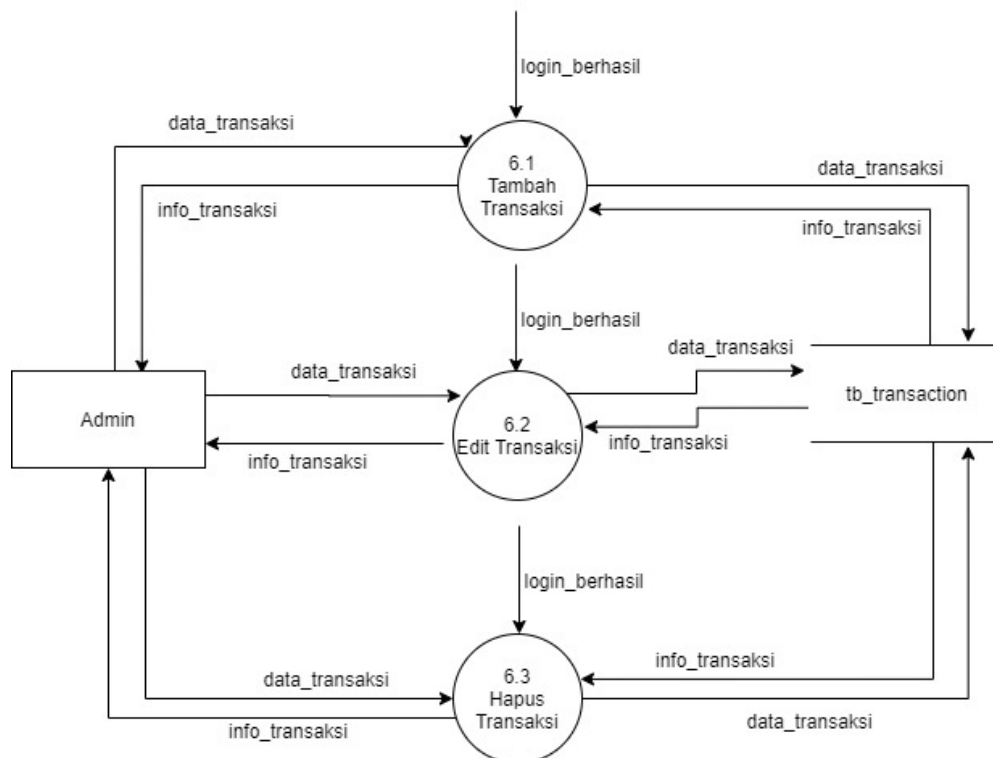 login_berhasil
data_transaksi
6.1
Tambah
Transaksi
data_transaksi
info_transaksi
info_transaksi
login_berhasil
data_transaksi
data_transaksi
Admin
6.2
Edit Transaksi
tb_transaction
info_transaksi
info_transaksi
login_berhasil
6.3
Hapus
Transaksi
info_transaksi
data_transaksi
info_transaksi
data_transaksi